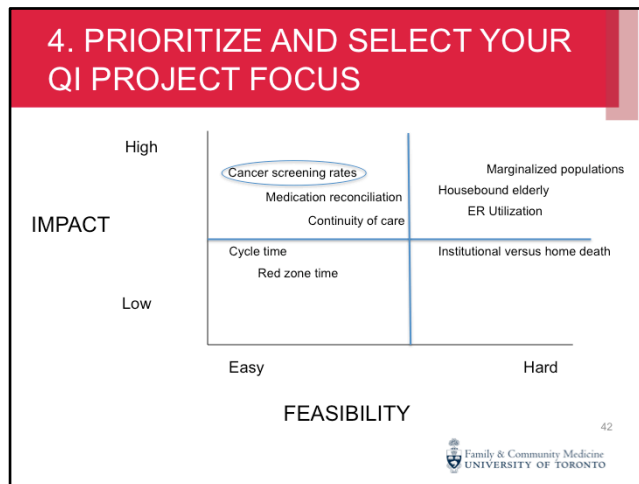 4. PRIORITIZE AND SELECT YOUR
QI PROJECT FOCUS
High
Cancer screening rates
Marginalized populations
Medication reconciliation
Housebound elderly
Continuity of care
ER Utilization
IMPACT
Cycle time
Institutional versus home death
Red zone time
Low
Easy
Hard
FEASIBILITY
42
Family & Community Medicine
UNIVERSITY OF TORONTO